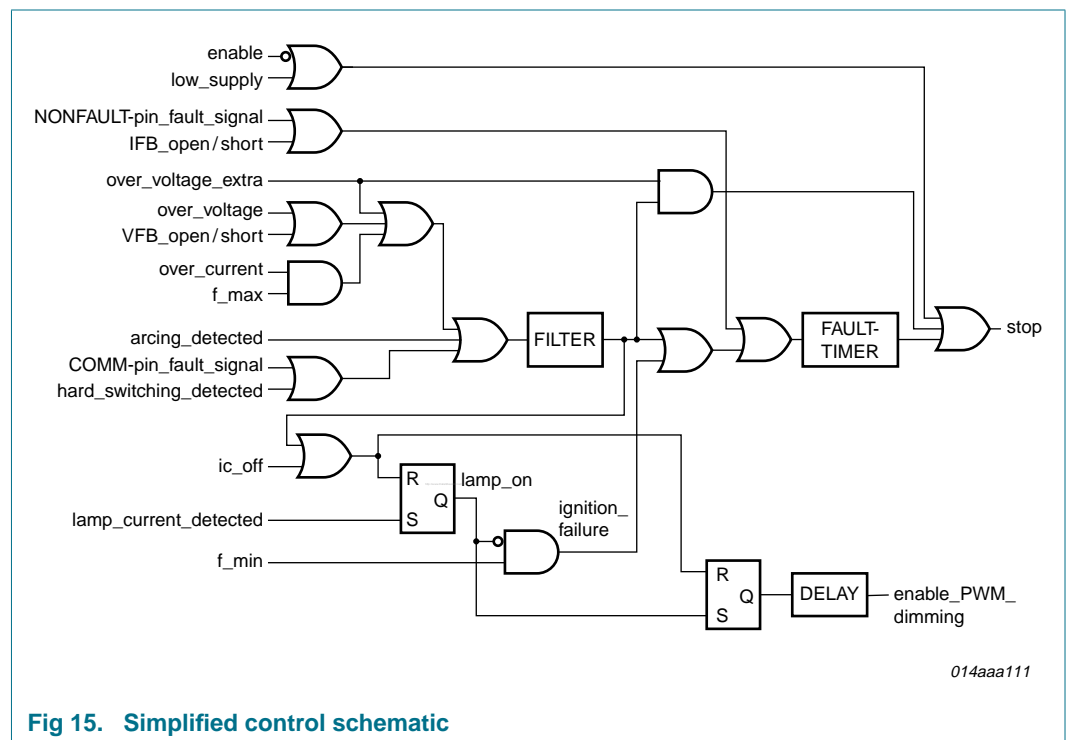 enable
low_supply
NONFAULT-pin_fault_signal
IFB_open/short
over_voltage_extra
over_voltage
VFB_open/short
over_current
f_max
arcing_detected
COMM-pin_fault_signal
hard_switching_detected
FILTER
FAULT-
TIMER
stop
ic_off
R
Q
S
lamp_on
lamp_current_detected
ignition_
failure
f_min
R
Q
S
DELAY
enable_PWM_
dimming
014aaa111
Fig 15. Simplified control schematic